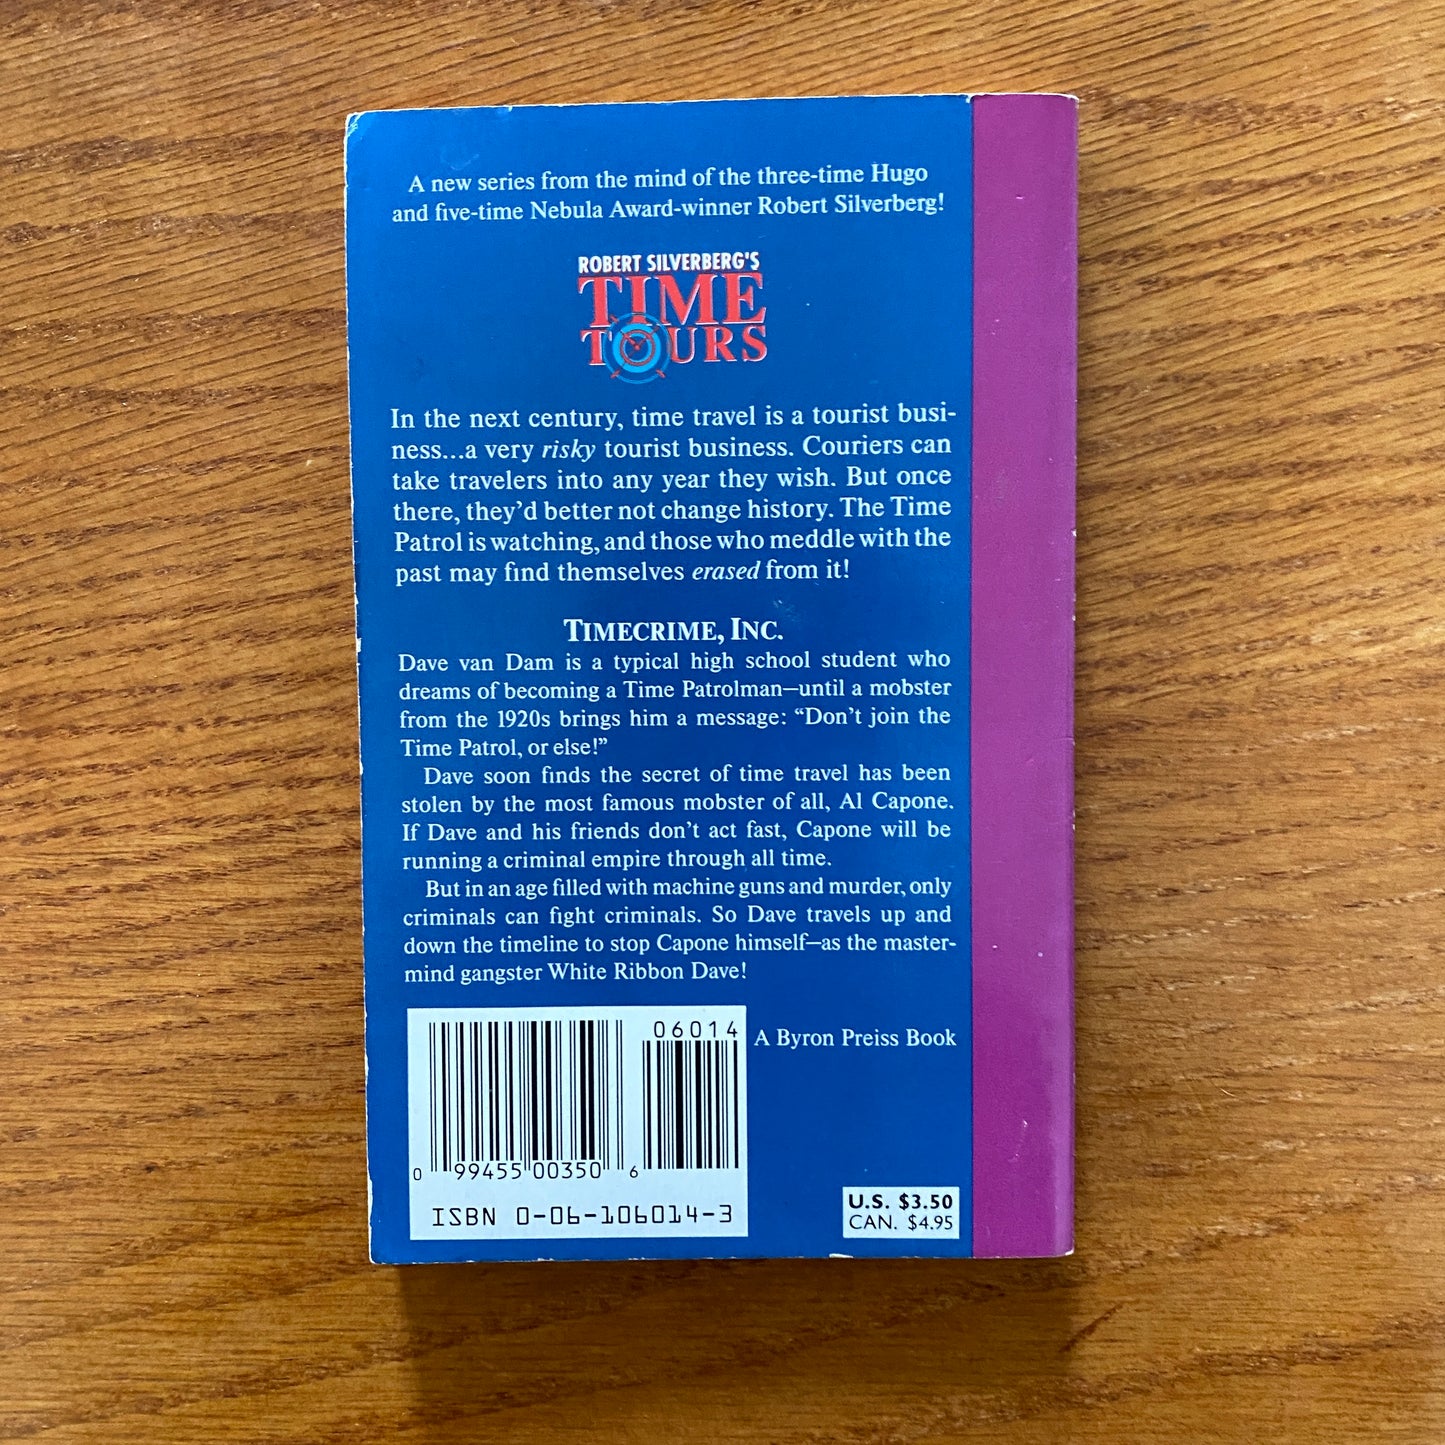 A new series from the mind of the three-time Hugo
and five-time Nebula Award-winner Robert Silverberg!
ROBERT SILVERBERG'S
TIME
TOURS
In the next century, time travel is a tourist busi-
ness...a very risky tourist business. Couriers can
take travelers into any year they wish. But once
there, they'd better not change history. The Time
Patrol is watching, and those who meddle with the
past may find themselves erased from it!
TIMECRIME, INC.
Dave van Dam is a typical high school student who
dreams of becoming a Time Patrolman—until a mobster
from the 1920s brings him a message: “Don't join the
Time Patrol, or else!”
Dave soon finds the secret of time travel has been
stolen by the most famous mobster of all, Al Capone.
If Dave and his friends don't act fast, Capone will be
running a criminal empire through all time.
But in an age filled with machine guns and murder, only
criminals can fight criminals. So Dave travels up and
down the timeline to stop Capone himself—as the master-
mind gangster White Ribbon Dave!
06014
A Byron Preiss Book
0 99455 00350 6
ISBN 0-06-106014-3
U.S. $3.50
CAN. $4.95